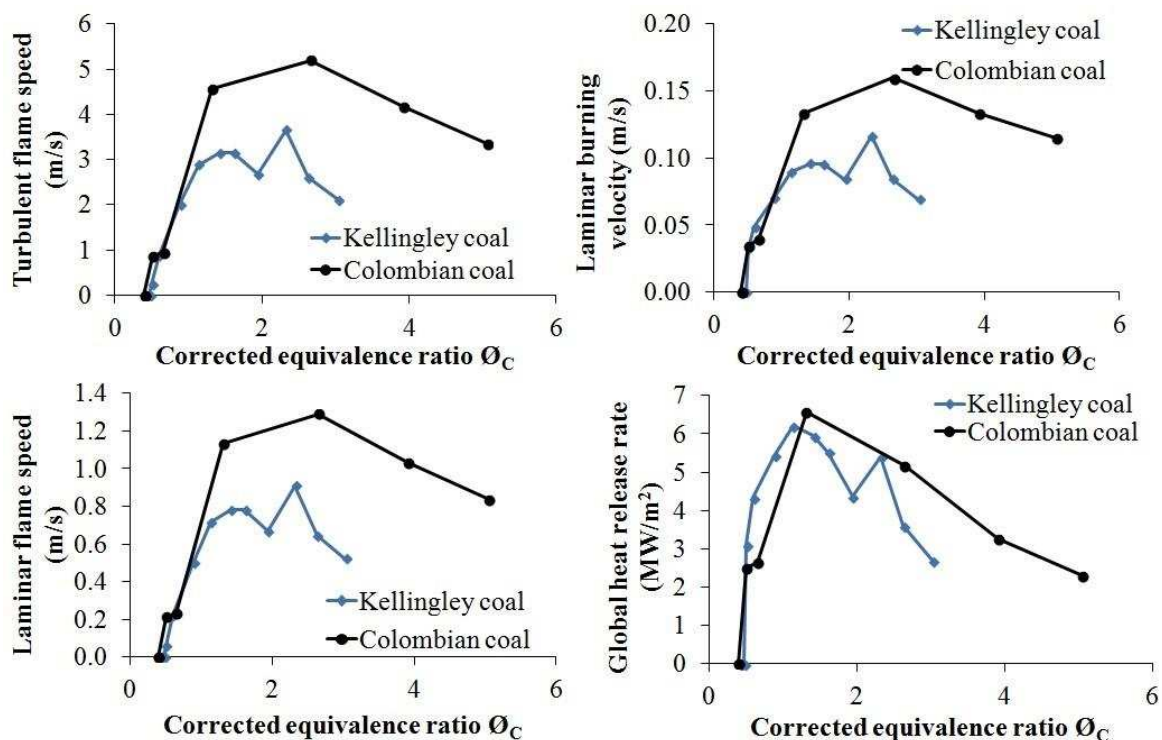 Turbulent flame speed
(m/s)
6
5
4
3
2
1
0
0 2 4 6
Corrected equivalence ratio Ø_C
Kellingley coal
Colombian coal
Laminar burning
velocity (m/s)
0.20
0.15
0.10
0.05
0.00
0 2 4 6
Corrected equivalence ratio Ø_C
Kellingley coal
Colombian coal
Laminar flame speed
(m/s)
1.4
1.2
1.0
0.8
0.6
0.4
0.2
0.0
0 2 4 6
Corrected equivalence ratio Ø_C
Kellingley coal
Colombian coal
Global heat release rate
(MW/m²)
7
6
5
4
3
2
1
0
0 2 4 6
Corrected equivalence ratio Ø_C
Kellingley coal
Colombian coal